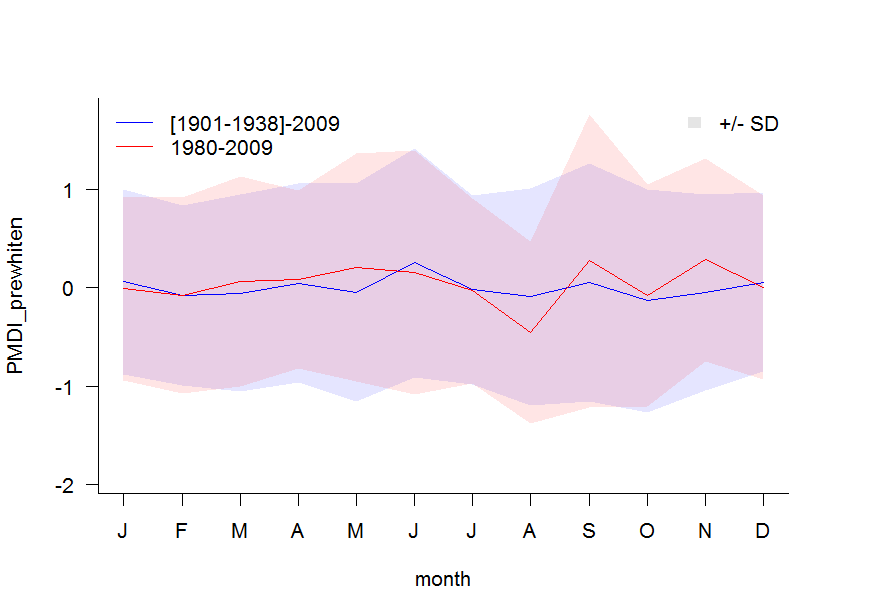 [1901-1938]-2009
1980-2009
+/- SD
PMDI_prewhiten
1
0
-1
-2
J F M A M J J A S O N D
month